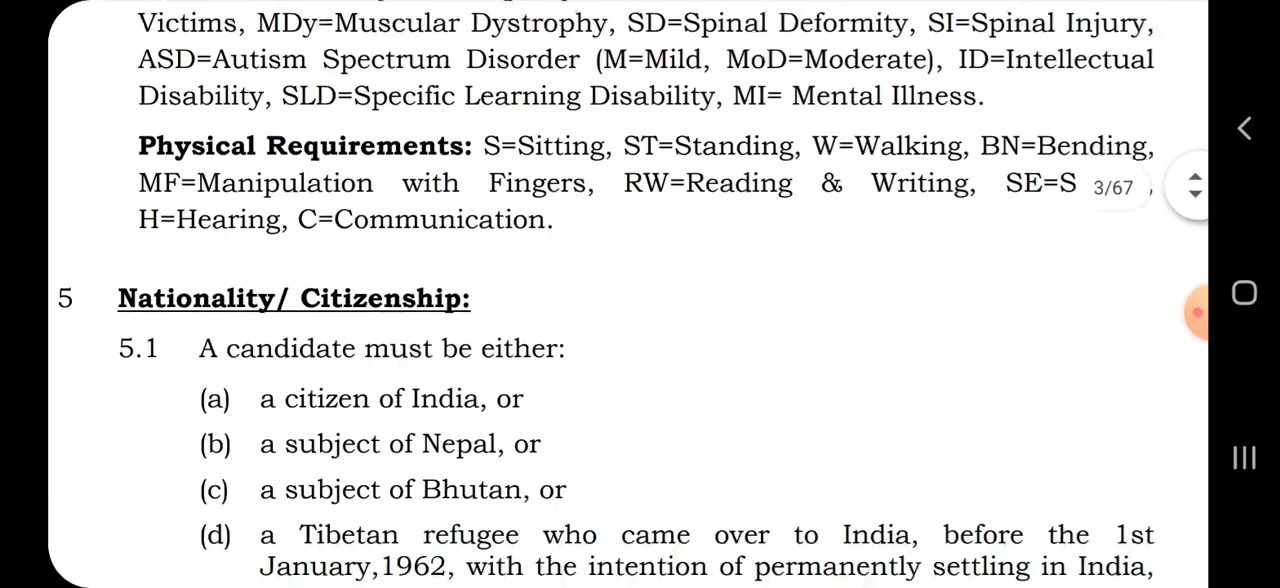 Victims, MDy=Muscular Dystrophy, SD=Spinal Deformity, SI=Spinal Injury,
ASD=Autism Spectrum Disorder (M=Mild, MoD=Moderate), ID=Intellectual
Disability, SLD=Specific Learning Disability, MI= Mental Illness.
Physical Requirements: S=Sitting, ST=Standing, W=Walking, BN=Bending,
MF=Manipulation with Fingers, RW=Reading & Writing, SE=S
3/67
H=Hearing, C=Communication.
5 Nationality/ Citizenship:
5.1 A candidate must be either:
(a) a citizen of India, or
(b) a subject of Nepal, or
(c) a subject of Bhutan, or
(d) a Tibetan refugee who came over to India, before the 1st
January,1962, with the intention of permanently settling in India,